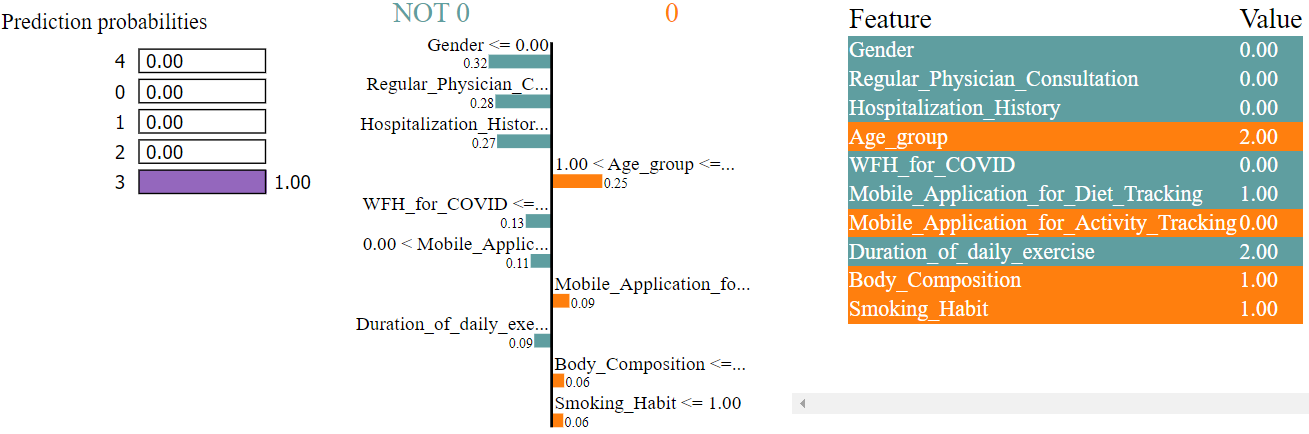 Prediction probabilities
4 0.00
0 0.00
1 0.00
2 0.00
3 1.00
NOT 0 0
Gender <= 0.00
0.32
Regular_Physician_C...
0.28
Hospitalization_Histor...
0.27
1.00 < Age_group <=...
0.25
WFH_for_COVID <=...
0.13
0.00 < Mobile_Applic...
0.11
Mobile_Application_fo...
0.09
Duration_of_daily_exe...
0.09
Body_Composition <=...
0.06
Smoking_Habit <= 1.00
0.06
Feature Value
Gender 0.00
Regular_Physician_Consultation 0.00
Hospitalization_History 0.00
Age_group 2.00
WFH_for_COVID 0.00
Mobile_Application_for_Diet_Tracking 1.00
Mobile_Application_for_Activity_Tracking 0.00
Duration_of_daily_exercise 2.00
Body_Composition 1.00
Smoking_Habit 1.00